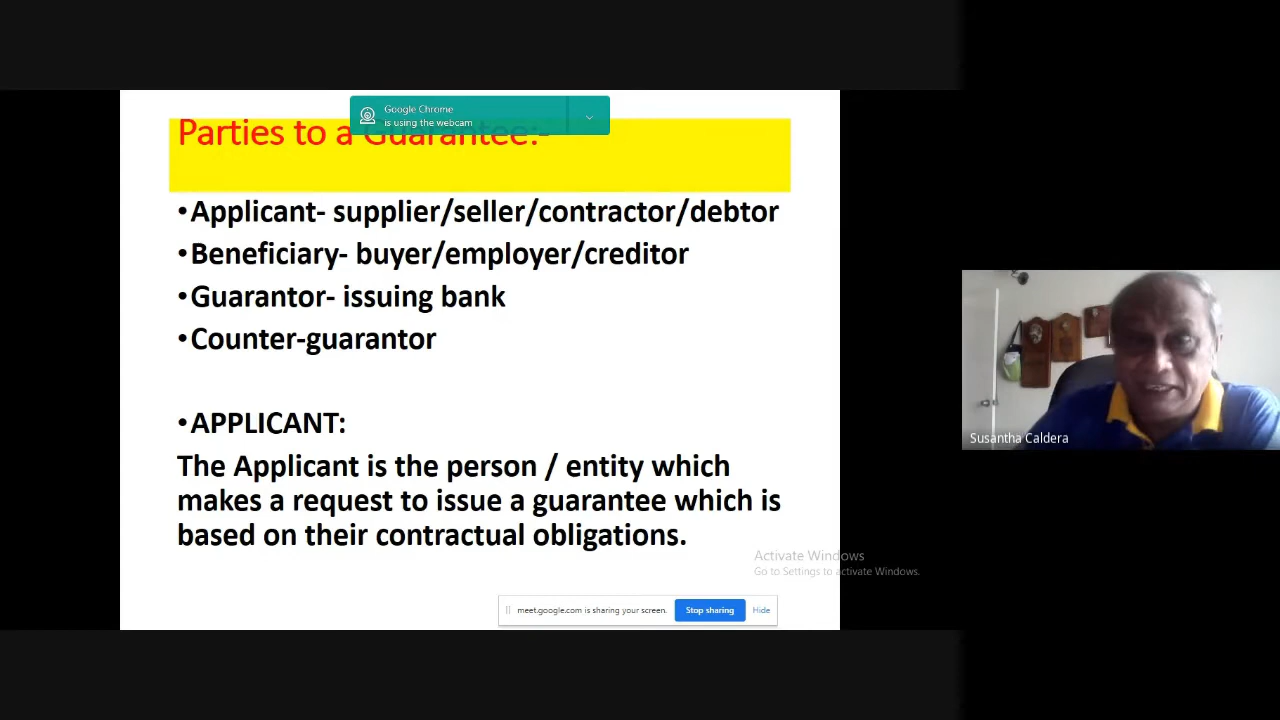 Google Chrome
is using the webcam
Parties to a Guarantee:-
•Applicant- supplier/seller/contractor/debtor
•Beneficiary- buyer/employer/creditor
•Guarantor- issuing bank
•Counter-guarantor
•APPLICANT:
The Applicant is the person / entity which
makes a request to issue a guarantee which is
based on their contractual obligations.
Susantha Caldera
Activate Windows
Go to Settings to activate Windows.
meet.google.com is sharing your screen.
Stop sharing
Hide